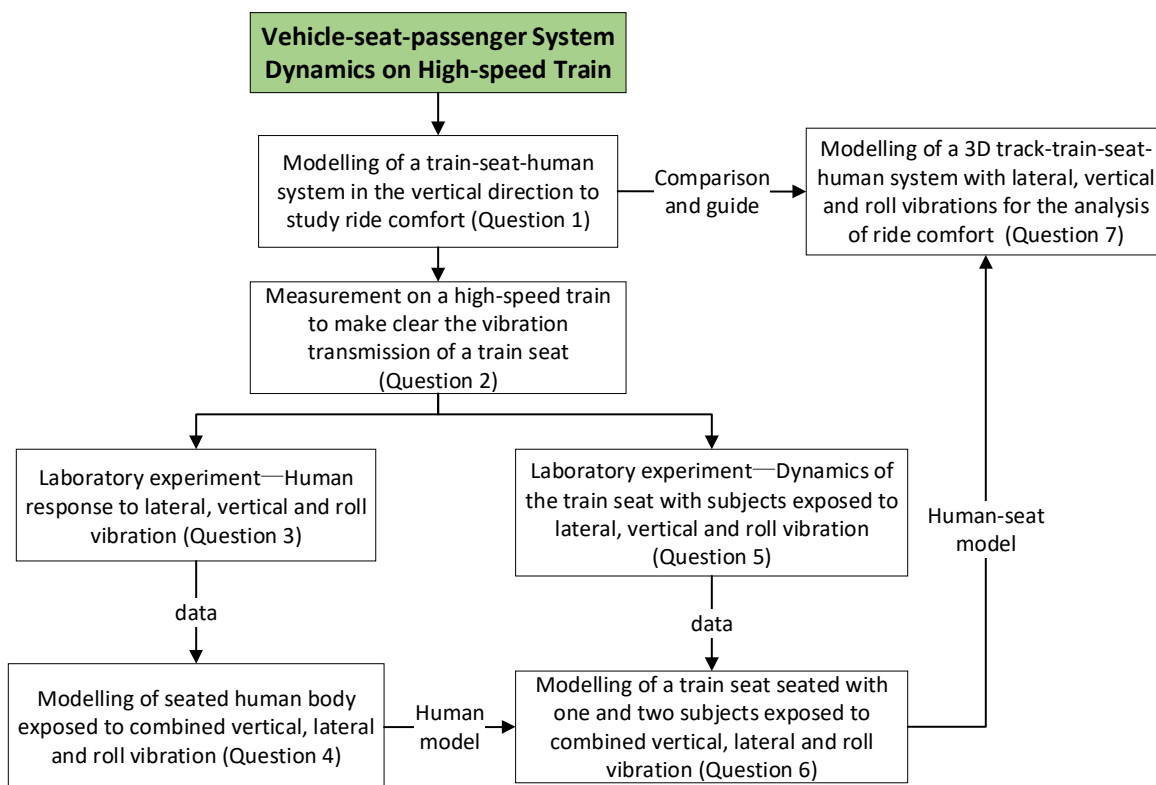 Vehicle-seat-passenger System
Dynamics on High-speed Train
Modelling of a train-seat-human
system in the vertical direction to
study ride comfort (Question 1)
Comparison
and guide
Modelling of a 3D track-train-seat-
human system with lateral, vertical
and roll vibrations for the analysis
of ride comfort  (Question 7)
Measurement on a high-speed train
to make clear the vibration
transmission of a train seat
(Question 2)
Laboratory experiment—Human
response to lateral, vertical and roll
vibration (Question 3)
Laboratory experiment—Dynamics of
the train seat with subjects exposed to
lateral, vertical and roll vibration
(Question 5)
Human-seat
model
data
data
Modelling of seated human body
exposed to combined vertical, lateral
and roll vibration (Question 4)
Human
model
Modelling of a train seat seated with
one and two subjects exposed to
combined vertical, lateral and roll
vibration (Question 6)